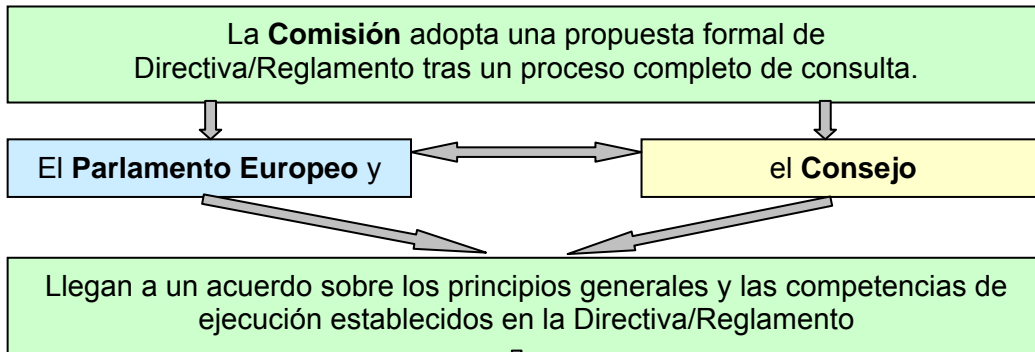 La Comisión adopta una propuesta formal de
Directiva/Reglamento tras un proceso completo de consulta.
El Parlamento Europeo y
el Consejo
Llegan a un acuerdo sobre los principios generales y las competencias de
ejecución establecidos en la Directiva/Reglamento